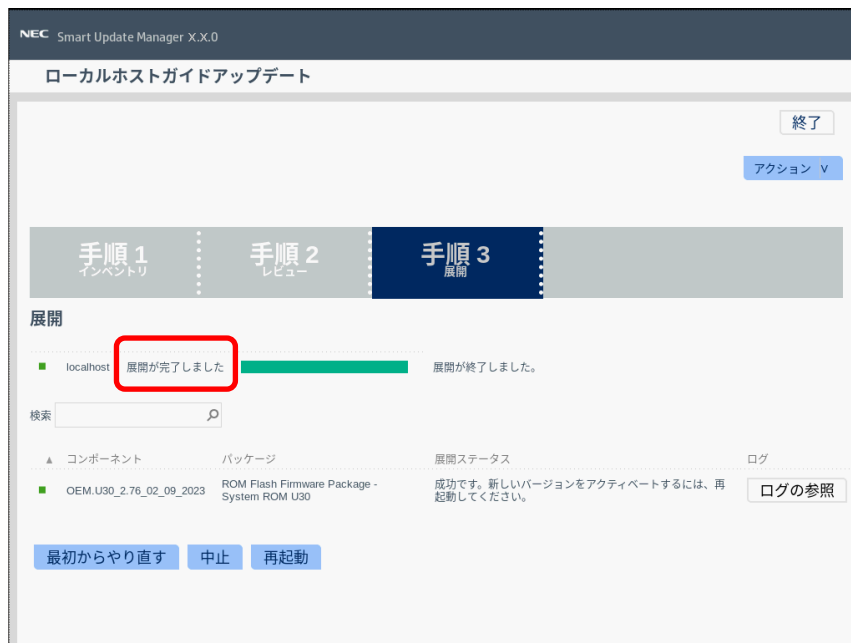 NEC Smart Update Manager X.X.0
ローカルホストガイドアップデート
終了
アクション ∨
手順 1
インベントリ
手順 2
レビュー
手順 3
展開
展開
localhost 展開が完了しました 展開が終了しました。
検索
▲ コンポーネント パッケージ 展開ステータス ログ
OEM.U30_2.76_02_09_2023 ROM Flash Firmware Package - System ROM U30 成功です。新しいバージョンをアクティベートするには、再起動してください。 ログの参照
最初からやり直す 中止 再起動